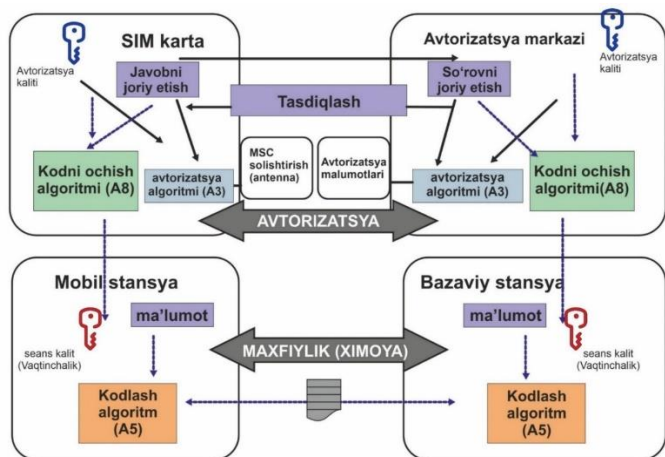 SIM karta
Avtorizatsya markazi
Avtorizatsya
kaliti
Javobni
joriy etish
So‘rovni
joriy etish
Avtorizatsya
kaliti
Tasdiqlash
MSC
solishtirish
(antenna)
Avtorizatsya
malumotlari
Kodni ochish
algoritmi (A8)
avtorizatsya
algoritmi (A3)
avtorizatsya
algoritmi (A3)
Kodni ochish
algoritmi(A8)
AVTORIZATSYA
Mobil stansya
Bazaviy stansya
ma’lumot
ma’lumot
seans kalit
(Vaqtinchalik)
MAXFIYLIK (XIMOYA)
seans kalit
(Vaqtinchalik)
Kodlash
algoritm
(A5)
Kodlash
algoritm
(A5)